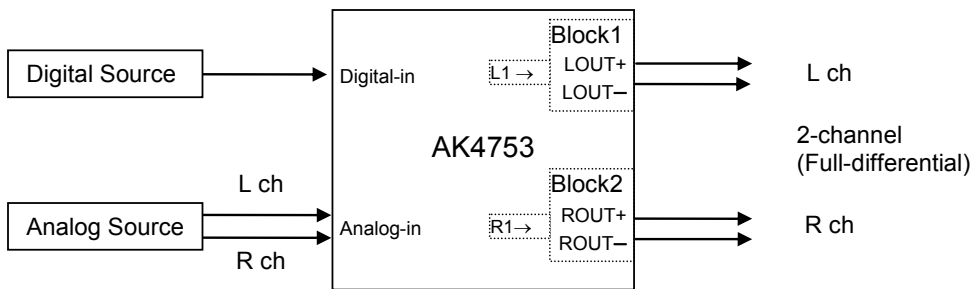 Digital Source
Digital-in
Block1
L1 →
LOUT+
LOUT−
L ch
AK4753
2-channel
(Full-differential)
Analog Source
L ch
R ch
Analog-in
Block2
R1→
ROUT+
ROUT−
R ch